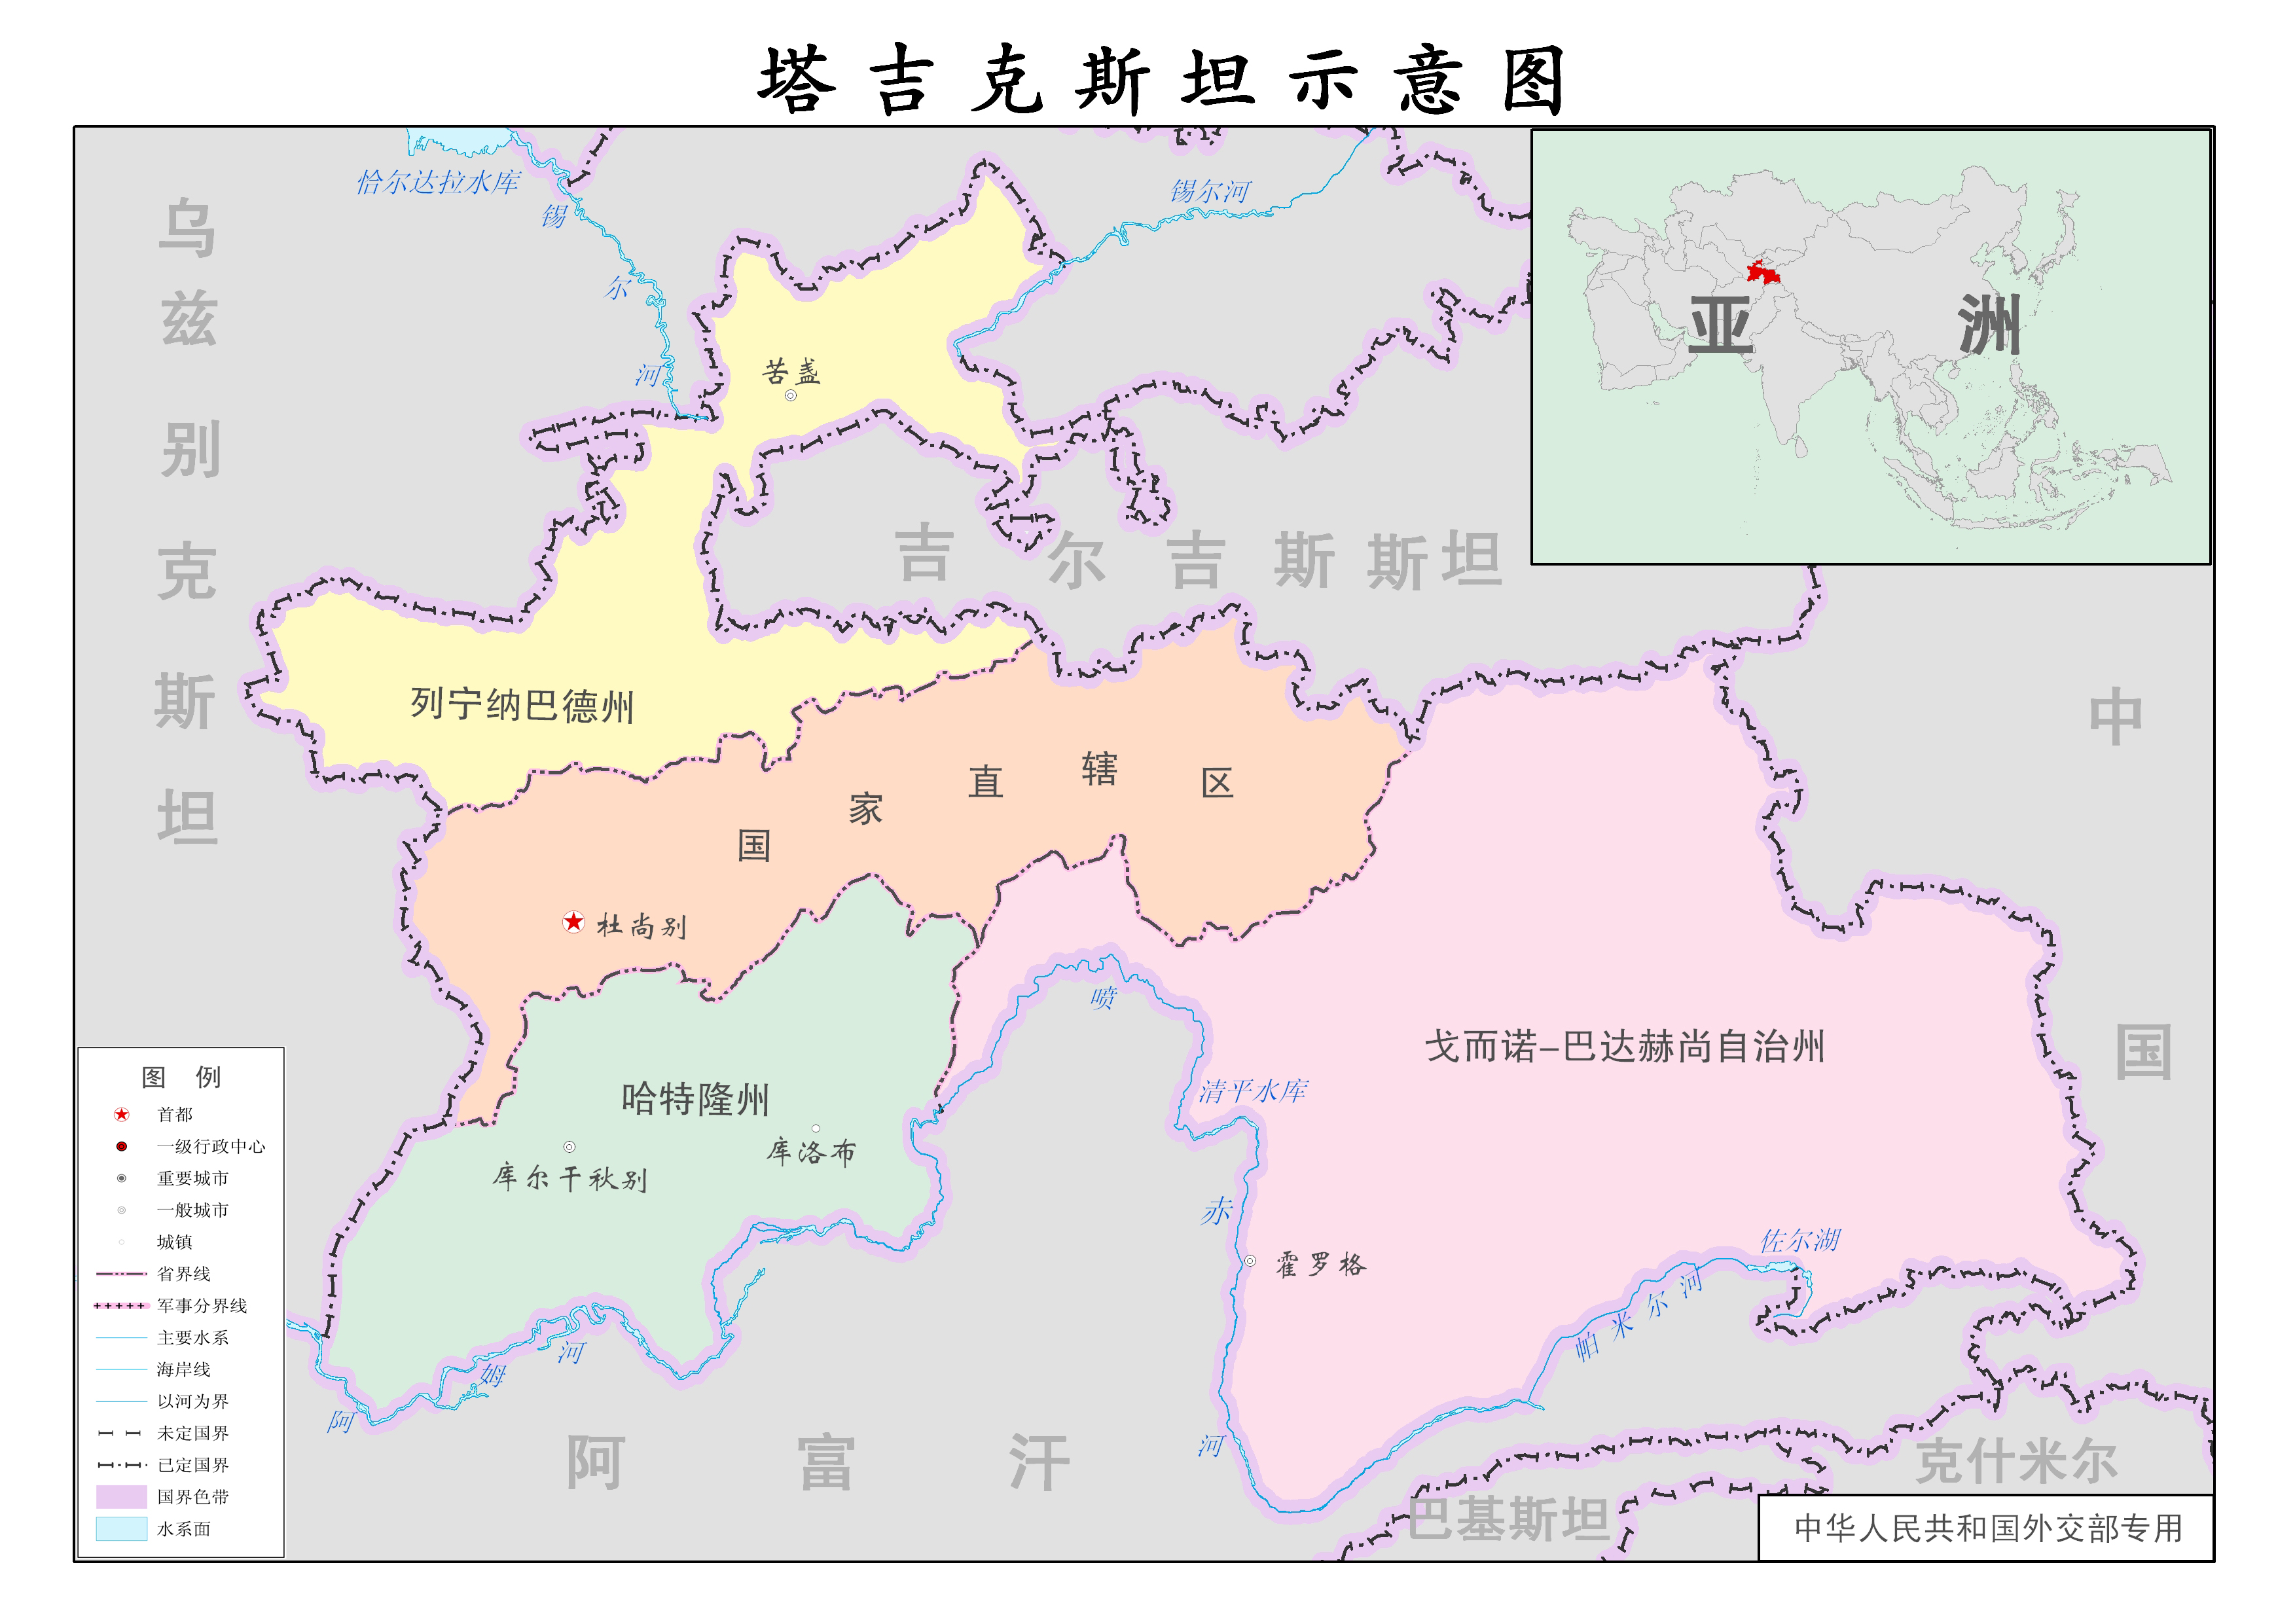 塔吉克斯坦示意图
恰尔达拉水库
锡尔河
锡尔河
亚洲
乌兹别克斯坦
苦盏
吉尔吉斯斯坦
列宁纳巴德州
中国
国家直辖区
杜尚别
喷赤河
戈而诺-巴达赫尚自治州
清平水库
哈特隆州
库洛布
库尔干秋别
霍罗格
佐尔湖
帕米尔河
阿姆河
阿富汗
克什米尔
巴基斯坦
图例
首都
一级行政中心
重要城市
一般城市
城镇
省界线
军事分界线
主要水系
海岸线
以河为界
未定国界
已定国界
国界色带
水系面
中华人民共和国外交部专用